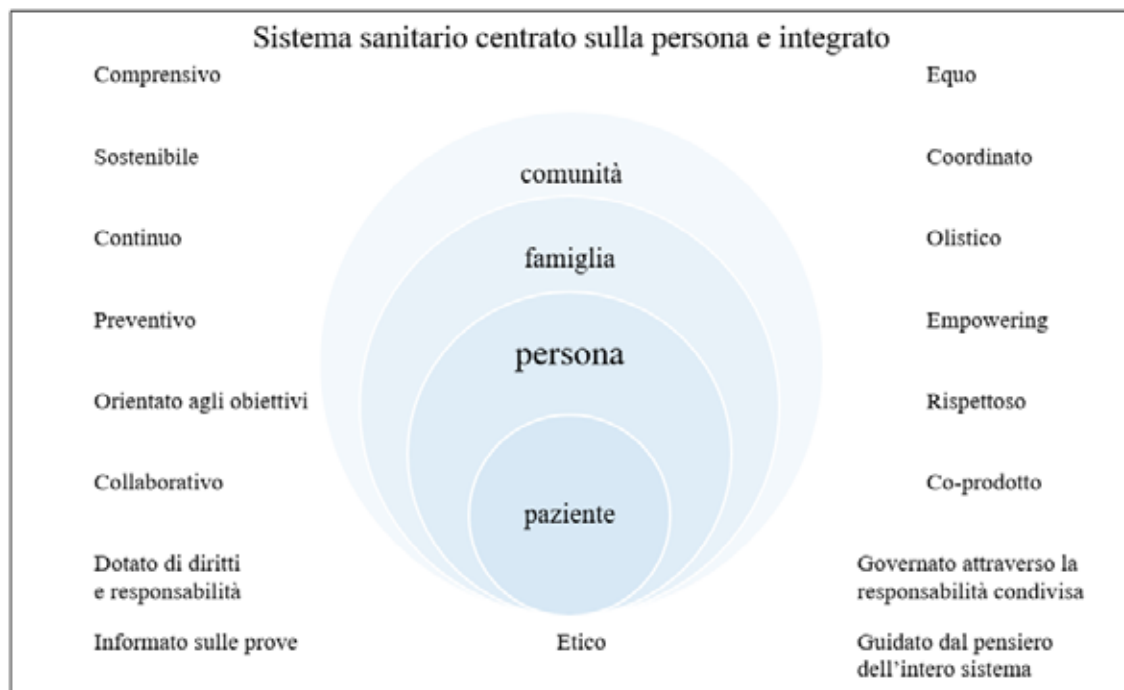 Sistema sanitario centrato sulla persona e integrato
Comprensivo
Equo
comunità
Sostenibile
Coordinato
Continuo
famiglia
Olistico
Preventivo
Empowering
persona
Orientato agli obiettivi
Rispettoso
Collaborativo
Co-prodotto
paziente
Dotato di diritti
e responsabilità
Governato attraverso la
responsabilità condivisa
Informato sulle prove
Etico
Guidato dal pensiero
dell'intero sistema